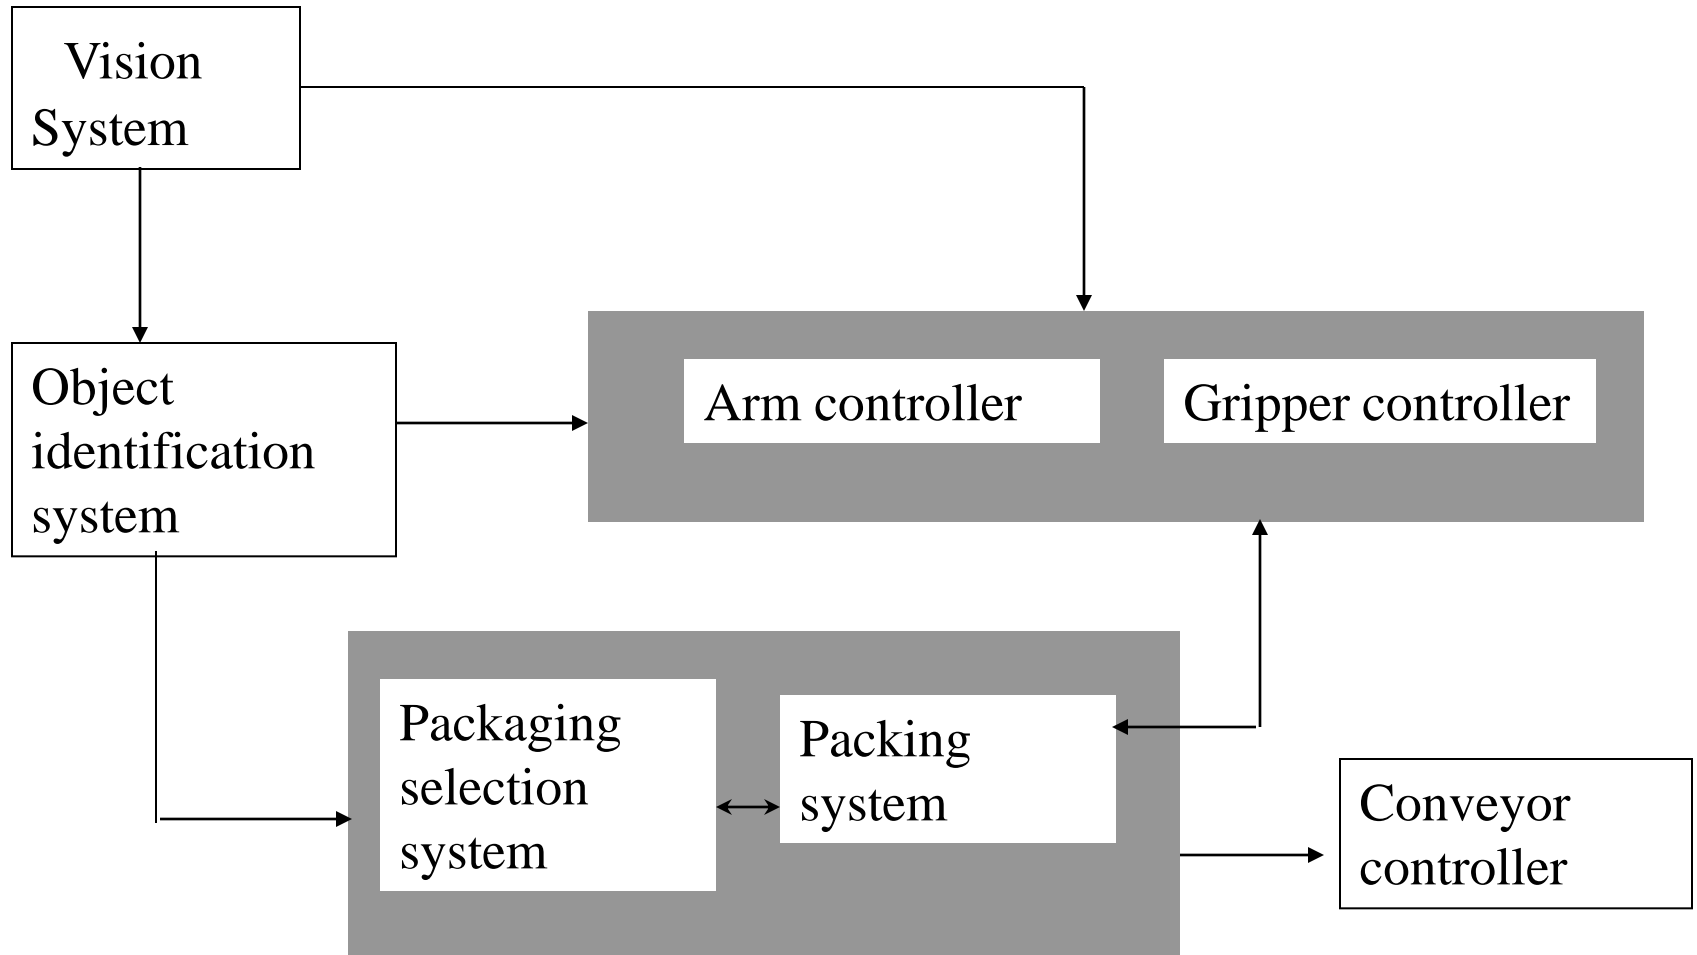 Vision
System
Object
identification
system
Arm controller
Gripper controller
Packaging
selection
system
Packing
system
Conveyor
controller